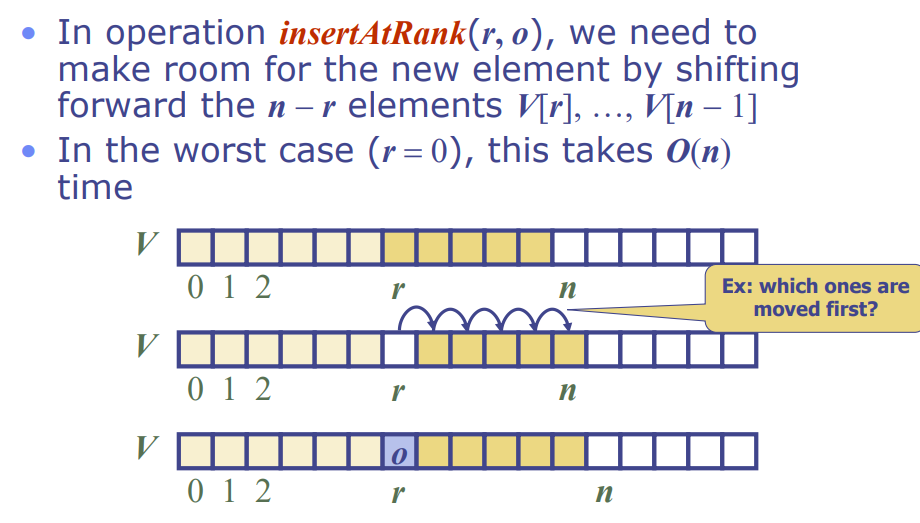 • In operation insertAtRank(r, o), we need to
make room for the new element by shifting
forward the n – r elements V[r], …, V[n – 1]
• In the worst case (r = 0), this takes O(n)
time
V
0 1 2 r n
Ex: which ones are
moved first?
V
0 1 2 r n
V o
0 1 2 r n